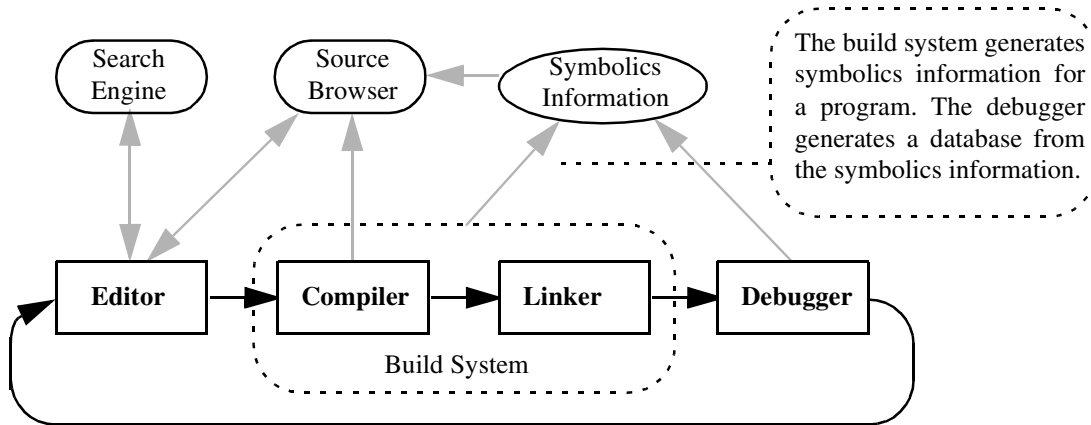 Search
Engine
Source
Browser
Symbolics
Information
The build system generates
symbolics information for
a program. The debugger
generates a database from
the symbolics information.
Editor
Compiler
Linker
Debugger
Build System